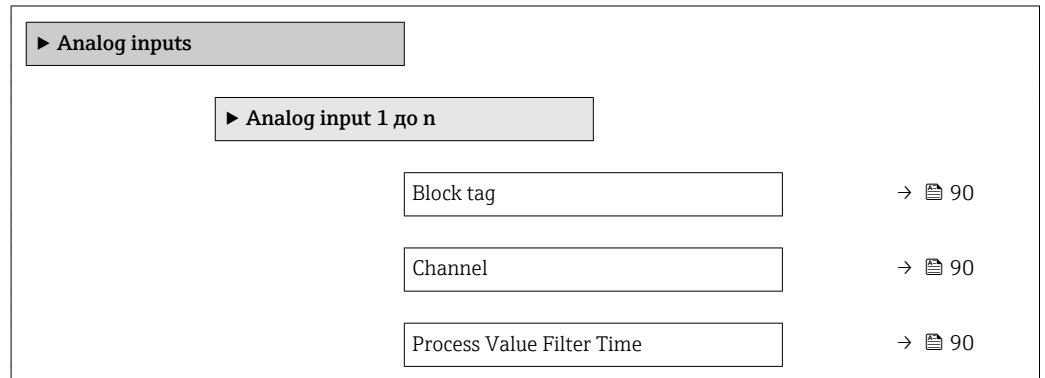 ▶ Analog inputs
▶ Analog input 1 до n
Block tag → 90
Channel → 90
Process Value Filter Time → 90